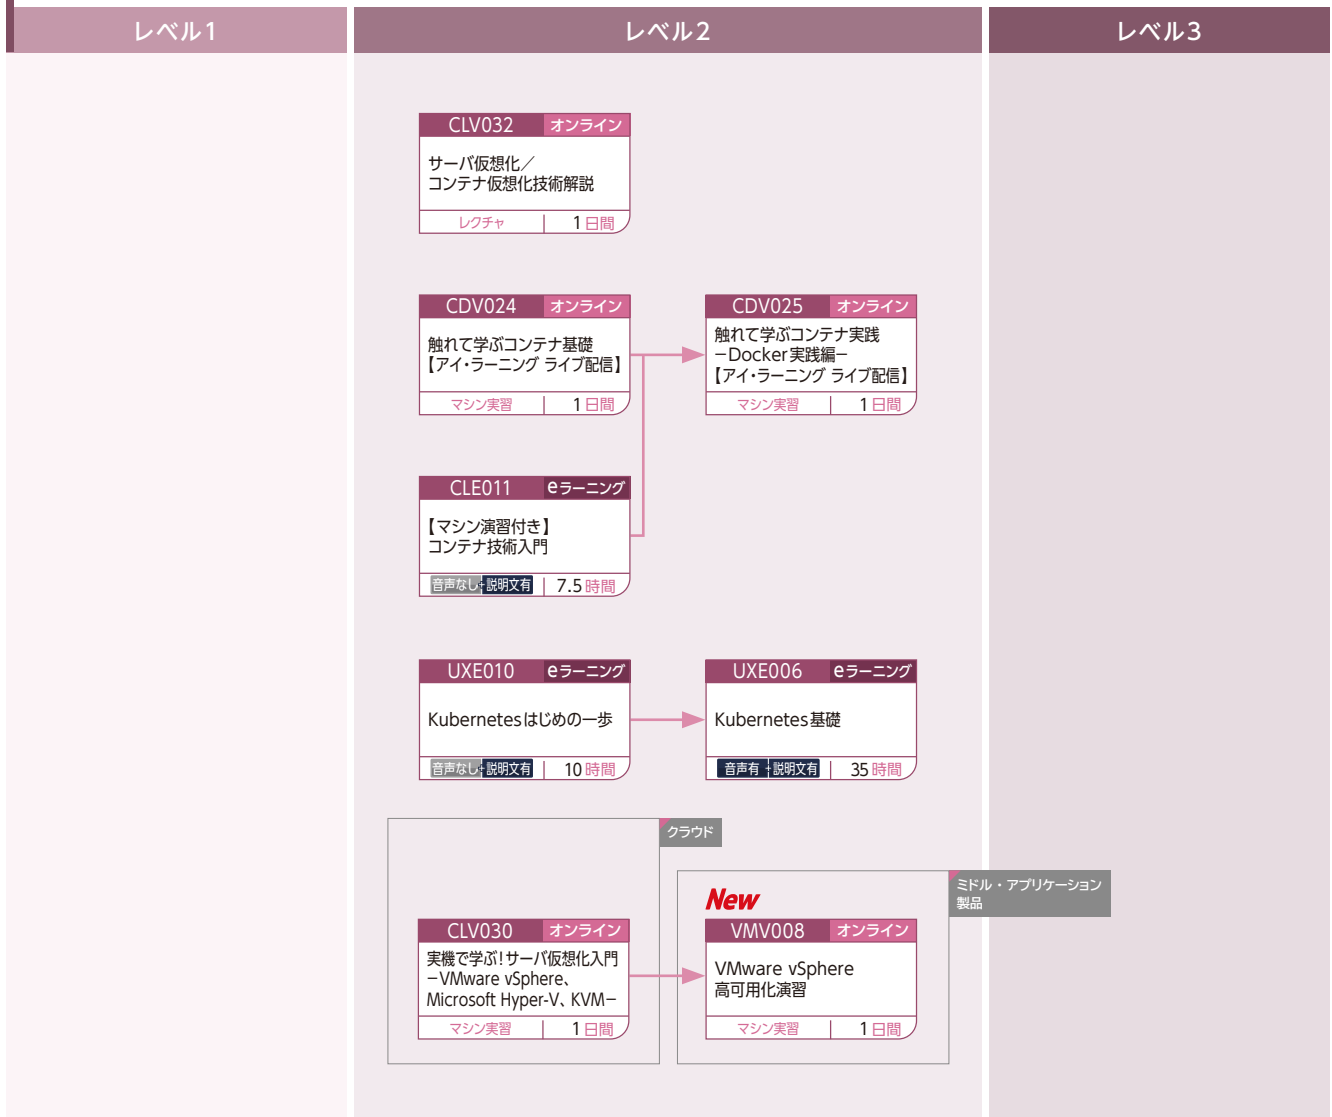 レベル1
レベル2
レベル3
CLV032 オンライン
サーバ仮想化／
コンテナ仮想化技術解説
レクチャ 1日間
CDV024 オンライン
触れて学ぶコンテナ基礎
【アイ・ラーニング ライブ配信】
マシン実習 1日間
CDV025 オンライン
触れて学ぶコンテナ実践
－Docker実践編－
【アイ・ラーニング ライブ配信】
マシン実習 1日間
CLE011 eラーニング
【マシン演習付き】
コンテナ技術入門
音声なし+説明文有 7.5時間
UXE010 eラーニング
Kubernetesはじめの一歩
音声なし+説明文有 10時間
UXE006 eラーニング
Kubernetes基礎
音声有+説明文有 35時間
クラウド
CLV030 オンライン
実機で学ぶ！サーバ仮想化入門
－VMware vSphere、
Microsoft Hyper-V、KVM－
マシン実習 1日間
ミドル・アプリケーション
製品
New
VMV008 オンライン
VMware vSphere
高可用化演習
マシン実習 1日間